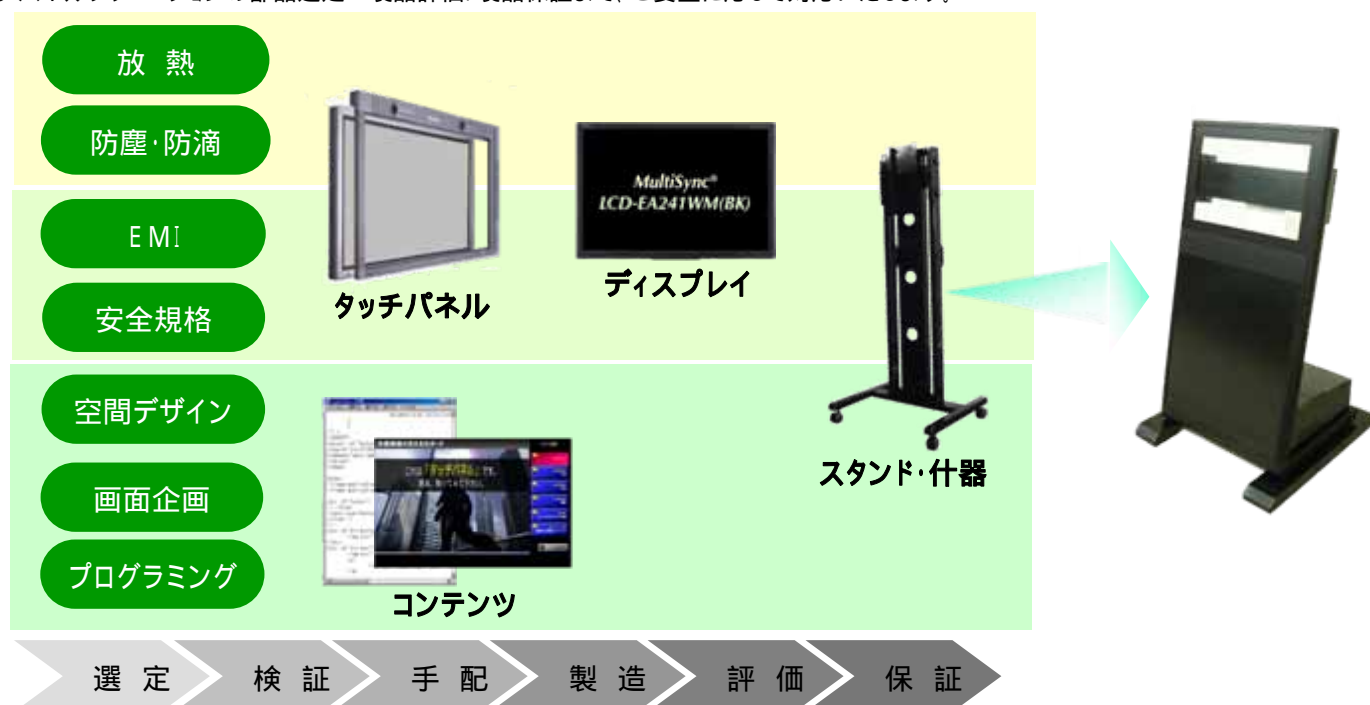 放 熱
防塵・防滴
EMI
安全規格
空間デザイン
画面企画
プログラミング
タッチパネル
MultiSync®
LCD-EA241WM(BK)
ディスプレイ
スタンド・什器
コンテンツ
選 定
検 証
手 配
製 造
評 価
保 証